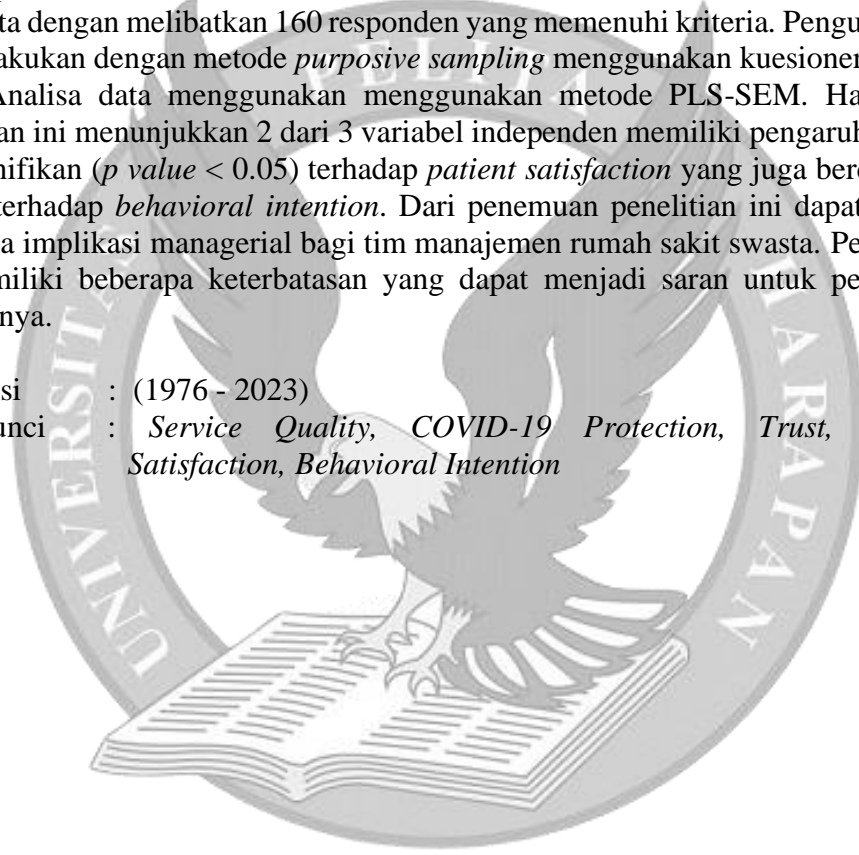 ta dengan melibatkan 160 responden yang memenuhi kriteria. Pengu
akukan dengan metode purposive sampling menggunakan kuesioner
Analisa data menggunakan menggunakan metode PLS-SEM. Ha
an ini menunjukkan 2 dari 3 variabel independen memiliki pengaruh
nifikan (p value < 0.05) terhadap patient satisfaction yang juga ber
terhadap behavioral intention. Dari penemuan penelitian ini dapat
a implikasi managerial bagi tim manajemen rumah sakit swasta. Pe
miliki beberapa keterbatasan yang dapat menjadi saran untuk pe
nya.
si : (1976 - 2023)
unci : Service Quality, COVID-19 Protection, Trust,
Satisfaction, Behavioral Intention
UNIVERSITAS PELITA HARAPAN